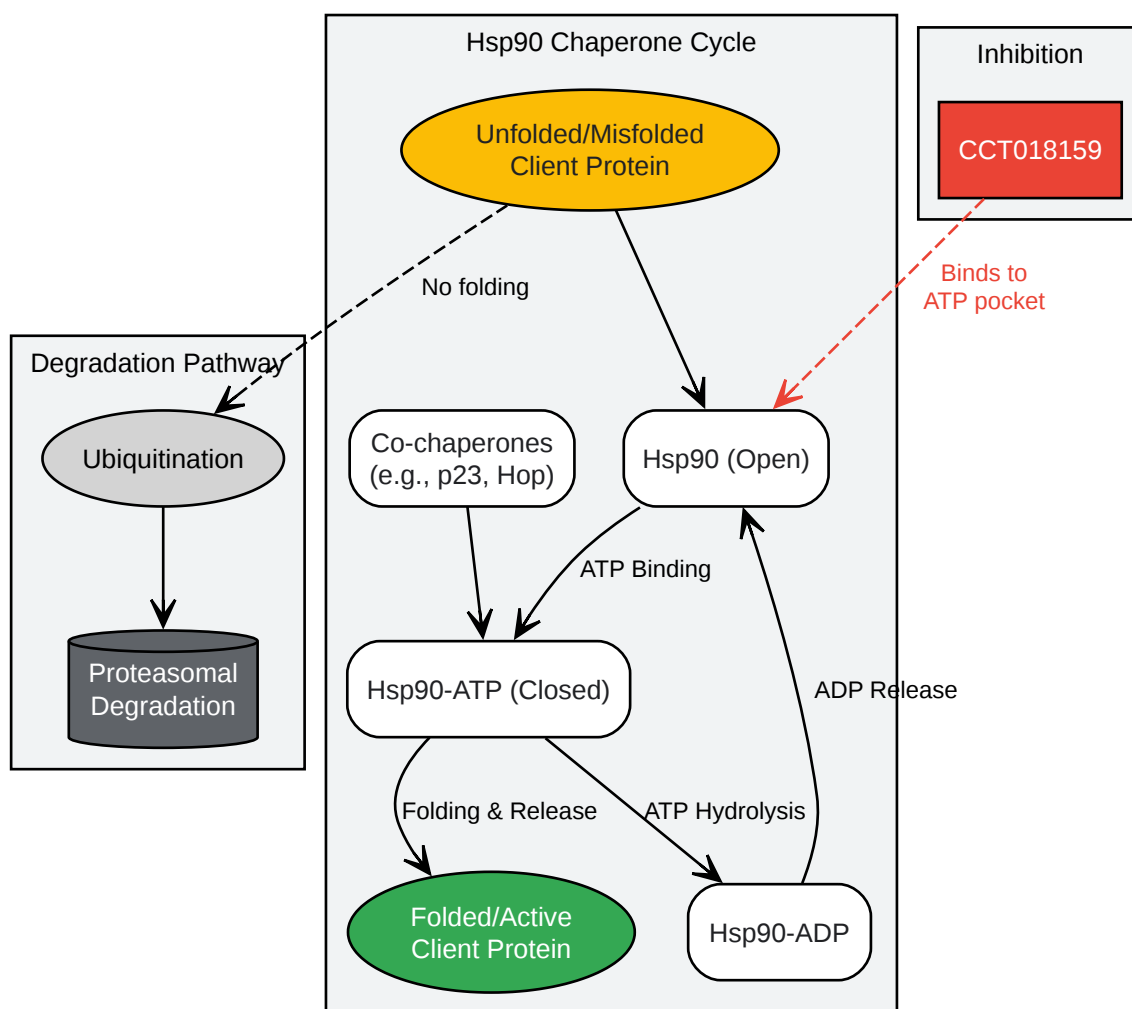 Hsp90 Chaperone Cycle
Inhibition
Unfolded/Misfolded
Client Protein
CCT018159
No folding
Binds to
ATP pocket
Degradation Pathway
Ubiquitination
Co-chaperones
(e.g., p23, Hop)
Hsp90 (Open)
ATP Binding
Proteasomal
Degradation
Hsp90-ATP (Closed)
ADP Release
Folding & Release
ATP Hydrolysis
Folded/Active
Client Protein
Hsp90-ADP